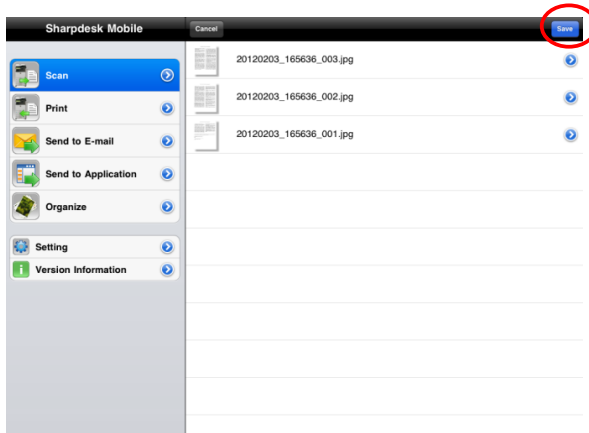 Sharpdesk Mobile
Cancel
Save
Scan
Print
Send to E-mail
Send to Application
Organize
Setting
Version Information
20120203_165636_003.jpg
20120203_165636_002.jpg
20120203_165636_001.jpg